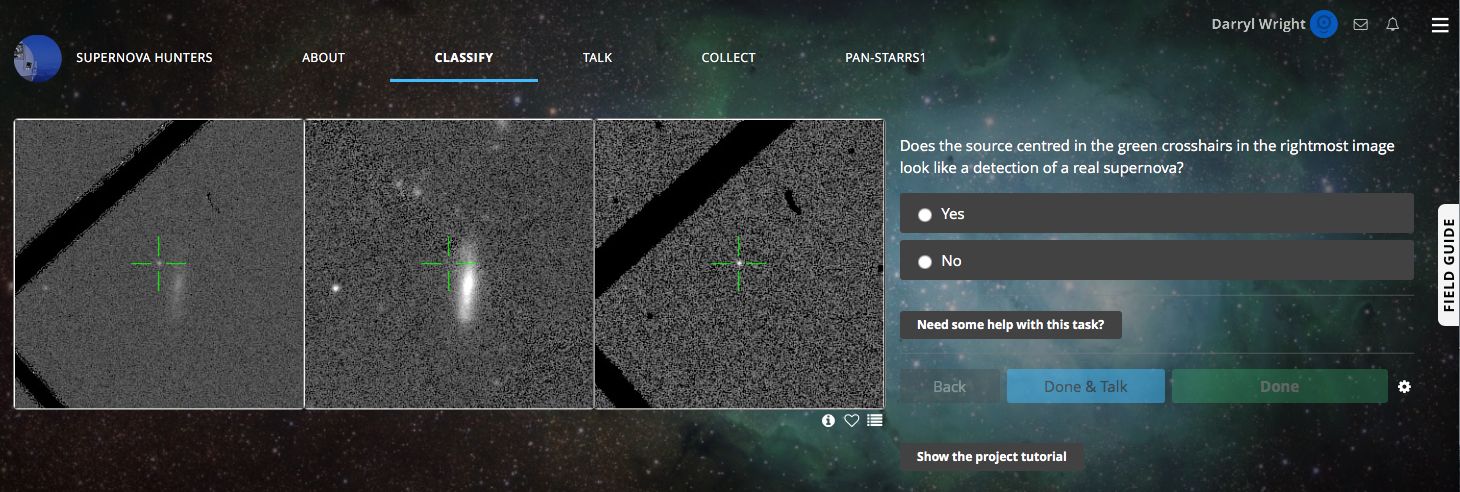 Darryl Wright
SUPERNOVA HUNTERS
ABOUT
CLASSIFY
TALK
COLLECT
PAN-STARRS1
Does the source centred in the green crosshairs in the rightmost image
look like a detection of a real supernova?
Yes
No
FIELD GUIDE
Need some help with this task?
Back
Done & Talk
Done
Show the project tutorial